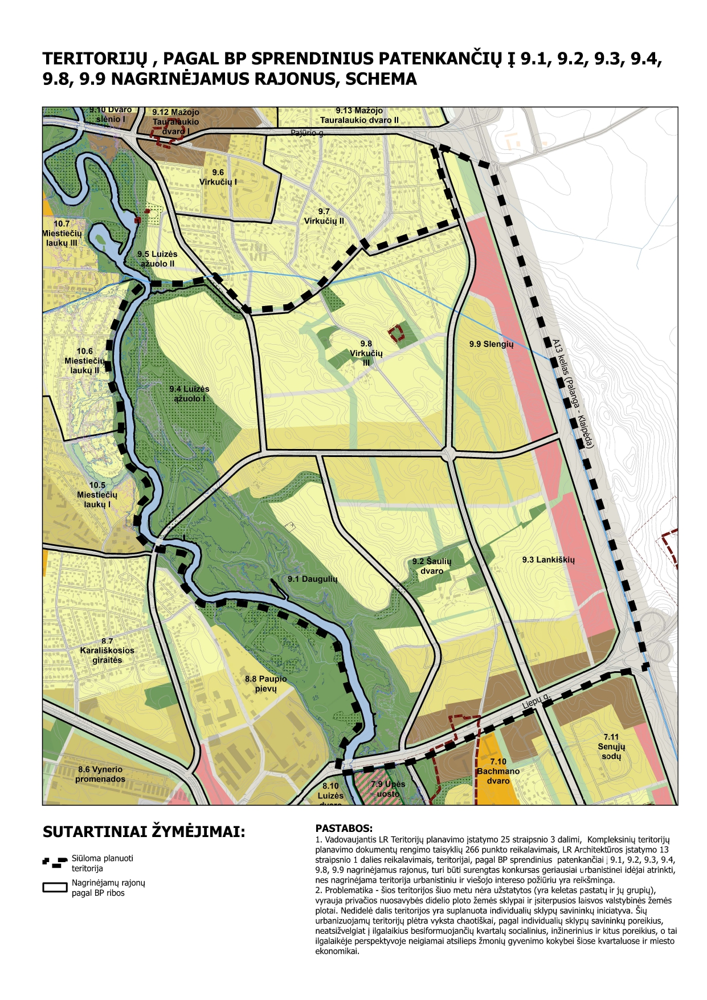 TERITORIJŲ , PAGAL BP SPRENDINIUS PATENKANČIŲ Į 9.1, 9.2, 9.3, 9.4,
9.8, 9.9 NAGRINĖJAMUS RAJONUS, SCHEMA
9.10 Dvaro
slėnio I
9.12 Mažojo
Tauralaukio
dvaro I
9.13 Mažojo
Tauralaukio dvaro II
Pajūrio g.
9.6
Virkučių I
9.7
Virkučių II
10.7
Miestiečių
laukų III
9.5 Luizės
ąžuolo II
10.6
Miestiečių
laukų II
9.8
Virkučių
III
9.9 Slengių
A13 kelias (Palanga - Klaipėda)
9.4 Luizės
ąžuolo I
10.5
Miestiečių
laukų I
9.2 Šaulių
dvaro
9.3 Lankiškių
9.1 Daugulių
8.7
Karališkosios
giraitės
8.8 Paupio
pievų
Liepų g.
7.11
Senųjų
sodų
8.6 Vynerio
promenados
7.10
Bachmano
dvaro
7.9 Upės
uosto
8.10
Luizės
dvaro
SUTARTINIAI ŽYMĖJIMAI:
Siūloma planuoti
teritorija
Nagrinėjamų rajonų
pagal BP ribos
PASTABOS:
1. Vadovaujantis LR Teritorijų planavimo įstatymo 25 straipsnio 3 dalimi, Kompleksinių teritorijų
planavimo dokumentų rengimo taisyklių 266 punkto reikalavimais, LR Architektūros įstatymo 13
straipsnio 1 dalies reikalavimais, teritorijai, pagal BP sprendinius patenkančiai į 9.1, 9.2, 9.3, 9.4,
9.8, 9.9 nagrinėjamus rajonus, turi būti surengtas konkursas geriausiai urbanistinei idėjai atrinkti,
nes nagrinėjama teritorija urbanistiniu ir viešojo intereso požiūriu yra reikšminga.
2. Problematika - šios teritorijos šiuo metu nėra užstatytos (yra keletas pastatų ir jų grupių),
vyrauja privačios nuosavybės didelio ploto žemės sklypai ir įsiterpusios laisvos valstybinės žemės
plotai. Nedidelė dalis teritorijos yra suplanuota individualių sklypų savininkų iniciatyva. Šių
urbanizuojamų teritorijų plėtra vyksta chaotiškai, pagal individualių sklypų savininkų poreikius,
neatsižvelgiat į ilgalaikius besiformuojančių kvartalų socialinius, inžinerinius ir kitus poreikius, o tai
ilgalaikėje perspektyvoje neigiamai atsilieps žmonių gyvenimo kokybei šiose kvartaluose ir miesto
ekonomikai.